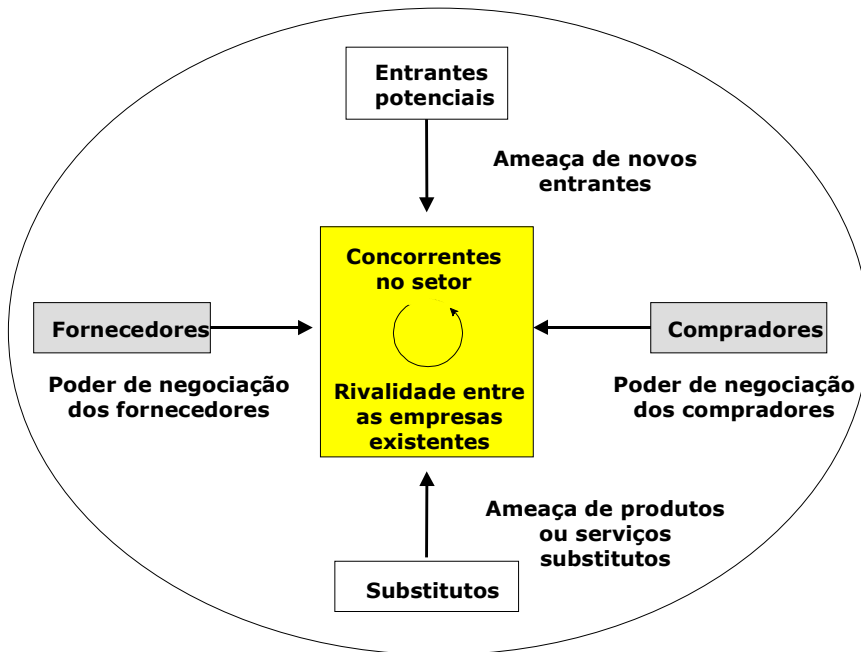 Entrantes
potenciais
Ameaça de novos
entrantes
Concorrentes
no setor
Fornecedores
Compradores
Poder de negociação
dos fornecedores
Rivalidade entre
as empresas
existentes
Poder de negociação
dos compradores
Ameaça de produtos
ou serviços
substitutos
Substitutos